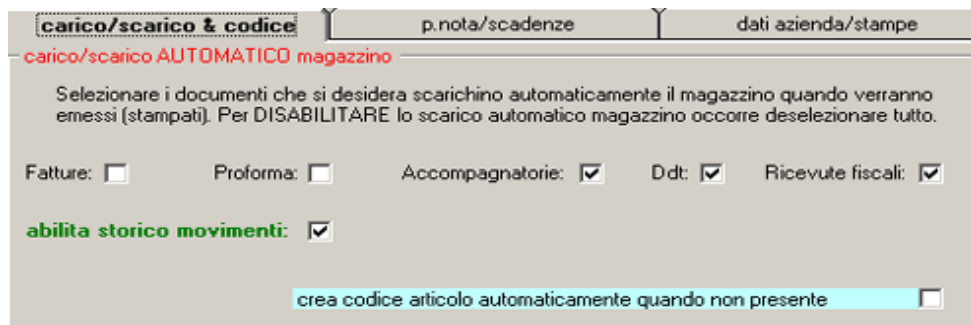 carico/scarico & codice p.nota/scadenze dati azienda/stampe
carico/scarico AUTOMATICO magazzino
Selezionare i documenti che si desidera scarichino automaticamente il magazzino quando verranno
emessi (stampati). Per DISABILITARE lo scarico automatico magazzino occorre deselezionare tutto.
Fatture: Proforma: Accompagnatorie: Ddt: Ricevute fiscali:
abilita storico movimenti:
crea codice articolo automaticamente quando non presente